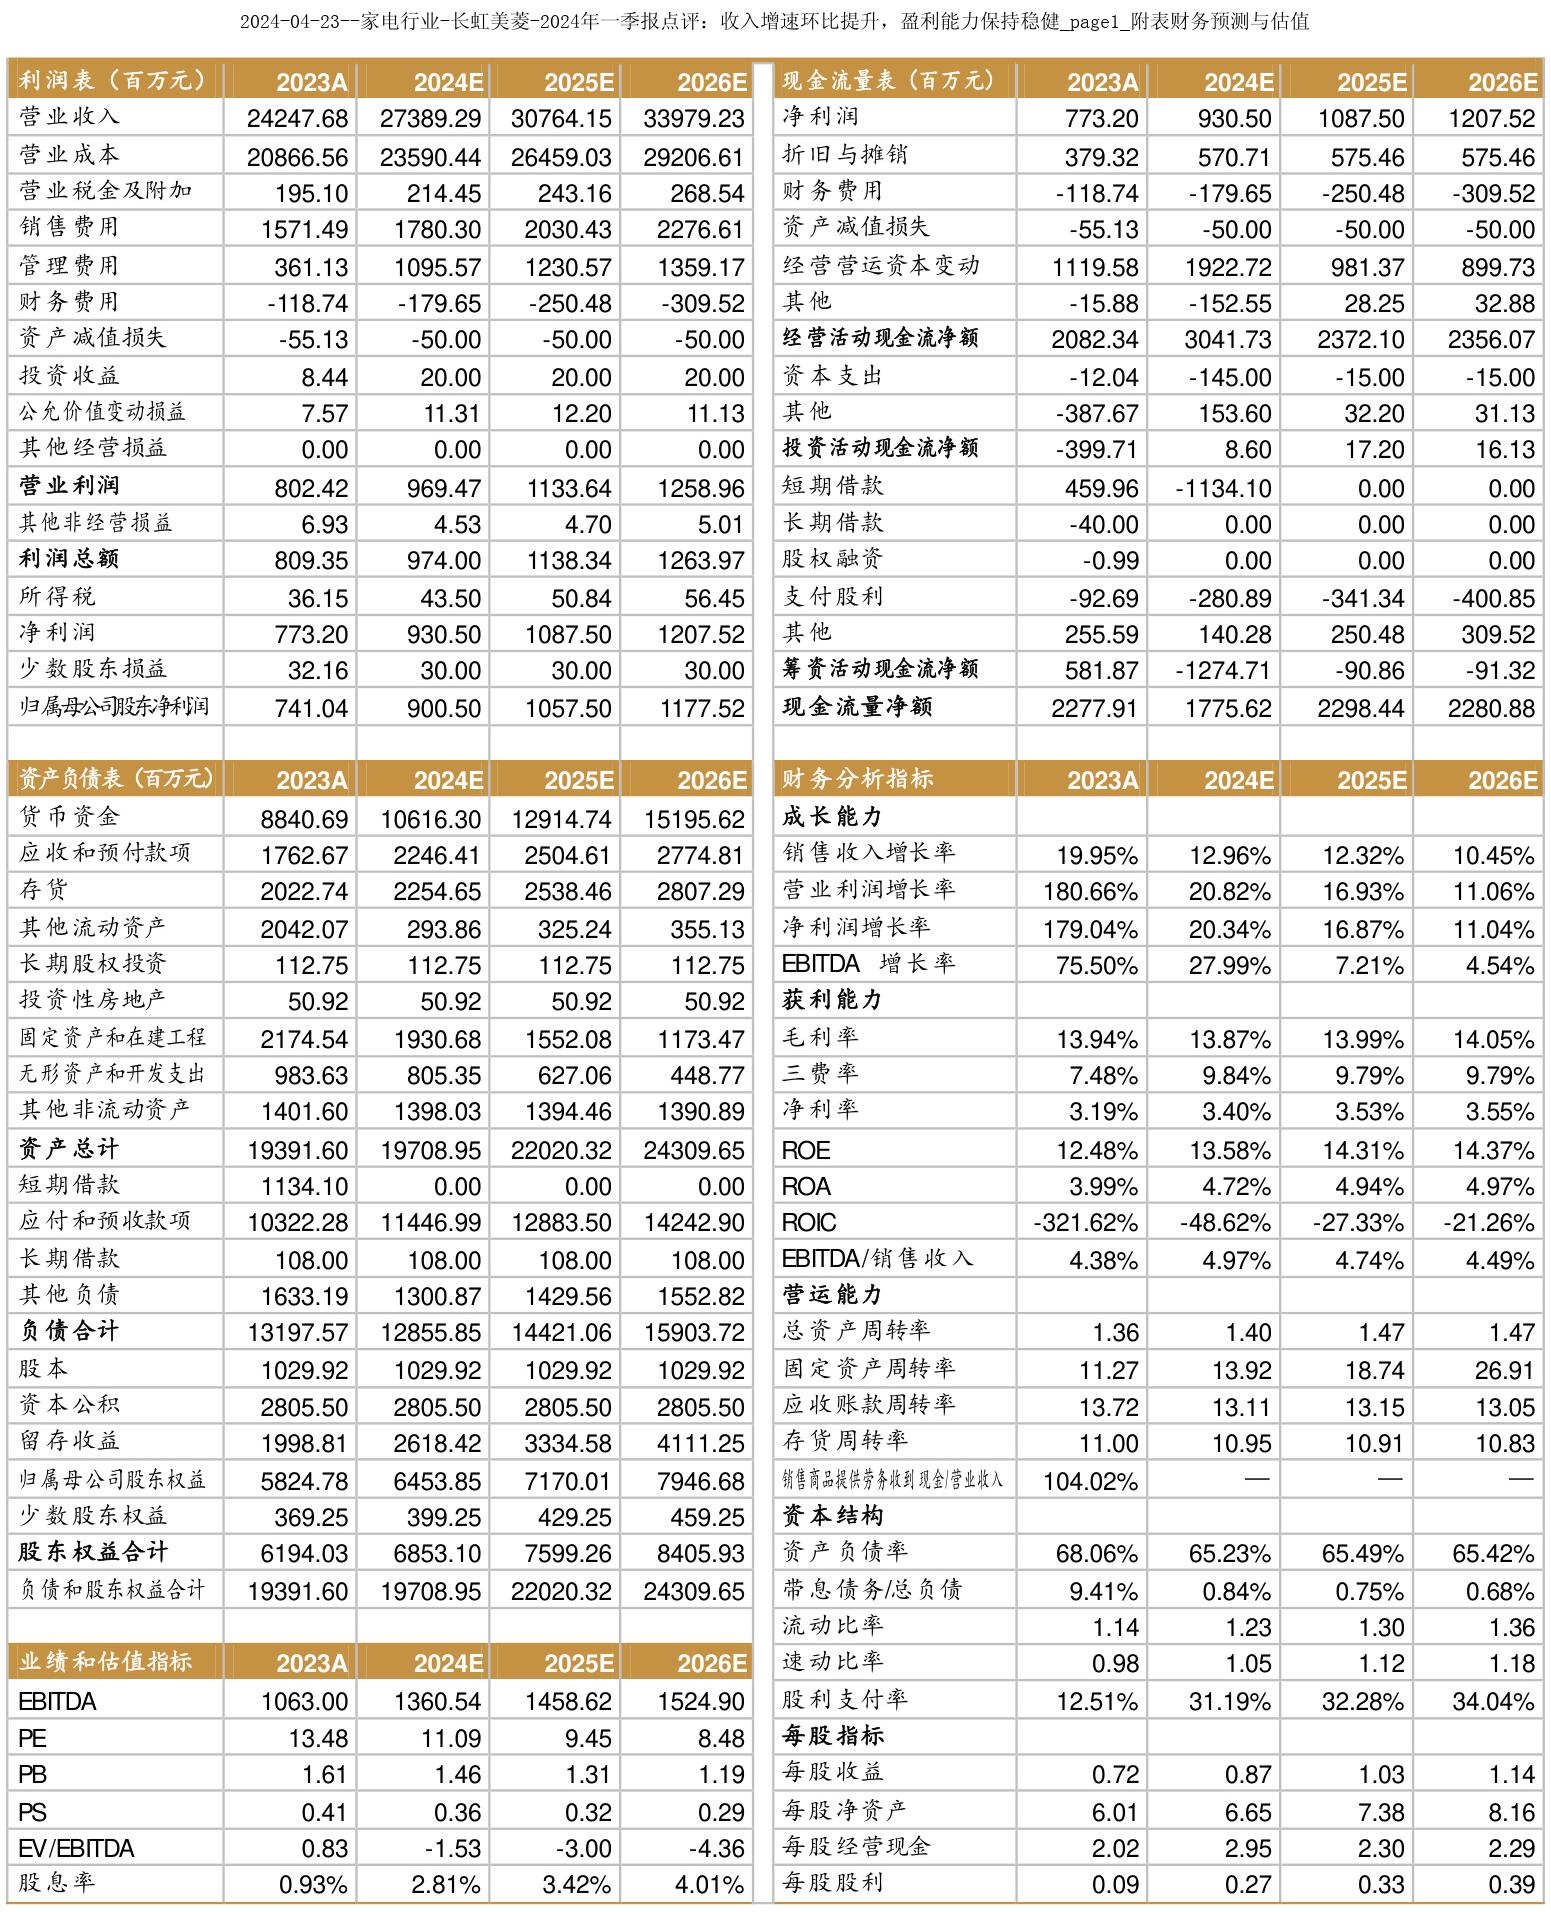 2024-04-23--家电行业-长虹美菱-2024年一季报点评：收入增速环比提升，盈利能力保持稳健_page1_附表财务预测与估值
利润表（百万元） 2023A 2024E 2025E 2026E 现金流量表（百万元） 2023A 2024E 2025E 2026E
营业收入 24247.68 27389.29 30764.15 33979.23 净利润 773.20 930.50 1087.50 1207.52
营业成本 20866.56 23590.44 26459.03 29206.61 折旧与摊销 379.32 570.71 575.46 575.46
营业税金及附加 195.10 214.45 243.16 268.54 财务费用 -118.74 -179.65 -250.48 -309.52
销售费用 1571.49 1780.30 2030.43 2276.61 资产减值损失 -55.13 -50.00 -50.00 -50.00
管理费用 361.13 1095.57 1230.57 1359.17 经营营运资本变动 1119.58 1922.72 981.37 899.73
财务费用 -118.74 -179.65 -250.48 -309.52 其他 -15.88 -152.55 28.25 32.88
资产减值损失 -55.13 -50.00 -50.00 -50.00 经营活动现金流净额 2082.34 3041.73 2372.10 2356.07
投资收益 8.44 20.00 20.00 20.00 资本支出 -12.04 -145.00 -15.00 -15.00
公允价值变动损益 7.57 11.31 12.20 11.13 其他 -387.67 153.60 32.20 31.13
其他经营损益 0.00 0.00 0.00 0.00 投资活动现金流净额 -399.71 8.60 17.20 16.13
营业利润 802.42 969.47 1133.64 1258.96 短期借款 459.96 -1134.10 0.00 0.00
其他非经营损益 6.93 4.53 4.70 5.01 长期借款 -40.00 0.00 0.00 0.00
利润总额 809.35 974.00 1138.34 1263.97 股权融资 -0.99 0.00 0.00 0.00
所得税 36.15 43.50 50.84 56.45 支付股利 -92.69 -280.89 -341.34 -400.85
净利润 773.20 930.50 1087.50 1207.52 其他 255.59 140.28 250.48 309.52
少数股东损益 32.16 30.00 30.00 30.00 筹资活动现金流净额 581.87 -1274.71 -90.86 -91.32
归属母公司股东净利润 741.04 900.50 1057.50 1177.52 现金流量净额 2277.91 1775.62 2298.44 2280.88
资产负债表（百万元） 2023A 2024E 2025E 2026E 财务分析指标 2023A 2024E 2025E 2026E
货币资金 8840.69 10616.30 12914.74 15195.62 成长能力
应收和预付款项 1762.67 2246.41 2504.61 2774.81 销售收入增长率 19.95% 12.96% 12.32% 10.45%
存货 2022.74 2254.65 2538.46 2807.29 营业利润增长率 180.66% 20.82% 16.93% 11.06%
其他流动资产 2042.07 293.86 325.24 355.13 净利润增长率 179.04% 20.34% 16.87% 11.04%
长期股权投资 112.75 112.75 112.75 112.75 EBITDA 增长率 75.50% 27.99% 7.21% 4.54%
投资性房地产 50.92 50.92 50.92 50.92 获利能力
固定资产和在建工程 2174.54 1930.68 1552.08 1173.47 毛利率 13.94% 13.87% 13.99% 14.05%
无形资产和开发支出 983.63 805.35 627.06 448.77 三费率 7.48% 9.84% 9.79% 9.79%
其他非流动资产 1401.60 1398.03 1394.46 1390.89 净利率 3.19% 3.40% 3.53% 3.55%
资产总计 19391.60 19708.95 22020.32 24309.65 ROE 12.48% 13.58% 14.31% 14.37%
短期借款 1134.10 0.00 0.00 0.00 ROA 3.99% 4.72% 4.94% 4.97%
应付和预收款项 10322.28 11446.99 12883.50 14242.90 ROIC -321.62% -48.62% -27.33% -21.26%
长期借款 108.00 108.00 108.00 108.00 EBITDA/销售收入 4.38% 4.97% 4.74% 4.49%
其他负债 1633.19 1300.87 1429.56 1552.82 营运能力
负债合计 13197.57 12855.85 14421.06 15903.72 总资产周转率 1.36 1.40 1.47 1.47
股本 1029.92 1029.92 1029.92 1029.92 固定资产周转率 11.27 13.92 18.74 26.91
资本公积 2805.50 2805.50 2805.50 2805.50 应收账款周转率 13.72 13.11 13.15 13.05
留存收益 1998.81 2618.42 3334.58 4111.25 存货周转率 11.00 10.95 10.91 10.83
归属母公司股东权益 5824.78 6453.85 7170.01 7946.68 销售商品提供劳务收到现金/营业收入 104.02% — — —
少数股东权益 369.25 399.25 429.25 459.25 资本结构
股东权益合计 6194.03 6853.10 7599.26 8405.93 资产负债率 68.06% 65.23% 65.49% 65.42%
负债和股东权益合计 19391.60 19708.95 22020.32 24309.65 带息债务/总负债 9.41% 0.84% 0.75% 0.68%
流动比率 1.14 1.23 1.30 1.36
业绩和估值指标 2023A 2024E 2025E 2026E 速动比率 0.98 1.05 1.12 1.18
EBITDA 1063.00 1360.54 1458.62 1524.90 股利支付率 12.51% 31.19% 32.28% 34.04%
PE 13.48 11.09 9.45 8.48 每股指标
PB 1.61 1.46 1.31 1.19 每股收益 0.72 0.87 1.03 1.14
PS 0.41 0.36 0.32 0.29 每股净资产 6.01 6.65 7.38 8.16
EV/EBITDA 0.83 -1.53 -3.00 -4.36 每股经营现金 2.02 2.95 2.30 2.29
股息率 0.93% 2.81% 3.42% 4.01% 每股股利 0.09 0.27 0.33 0.39